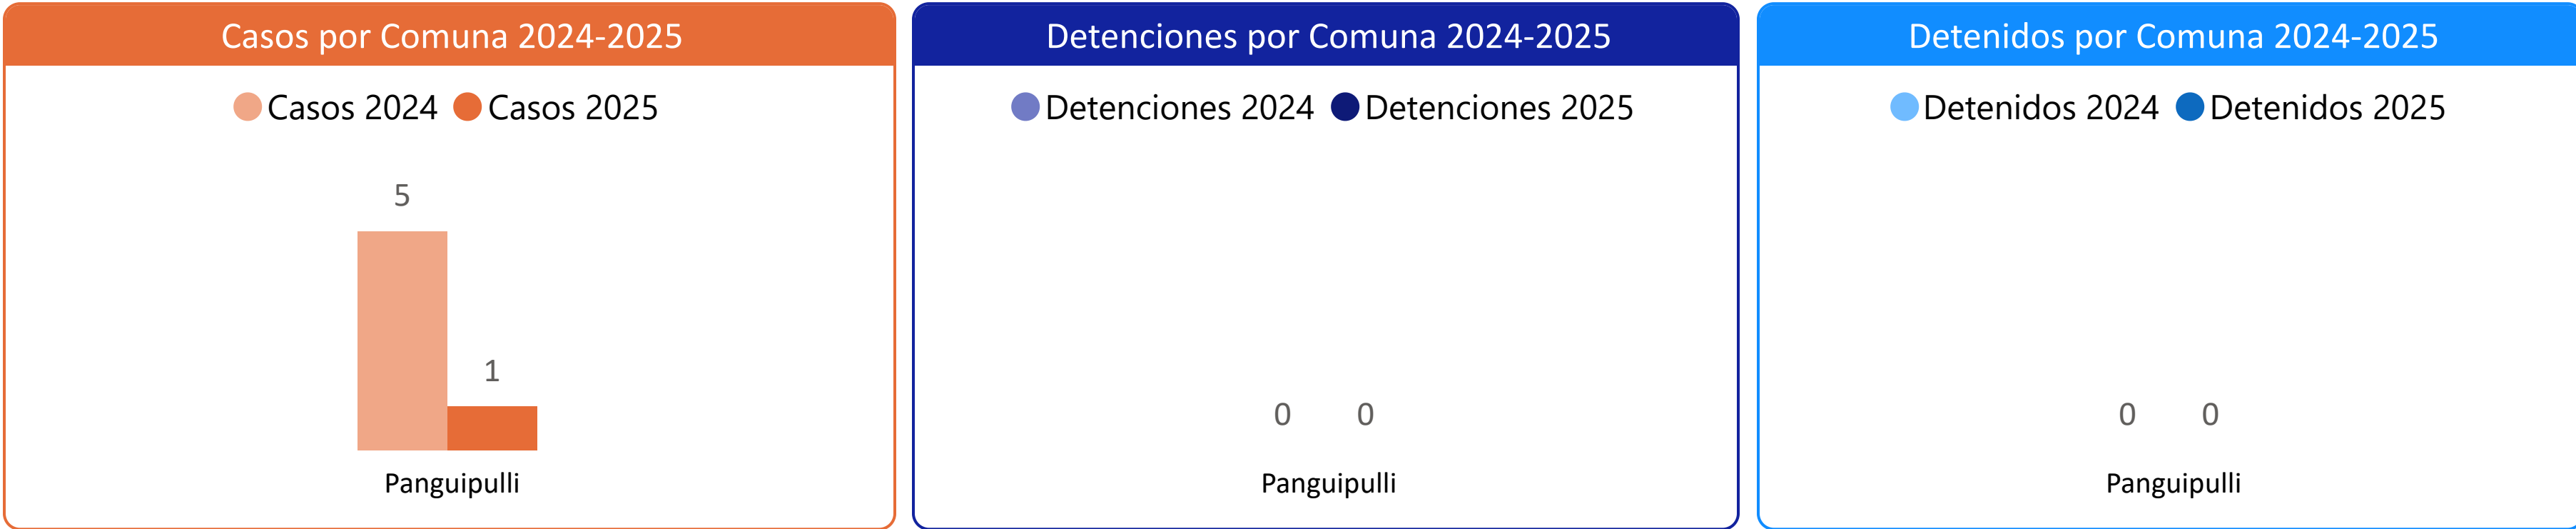 Casos por Comuna 2024-2025
Casos 2024 Casos 2025
5
1
Panguipulli
Detenciones por Comuna 2024-2025
Detenciones 2024 Detenciones 2025
0 0
Panguipulli
Detenidos por Comuna 2024-2025
Detenidos 2024 Detenidos 2025
0 0
Panguipulli